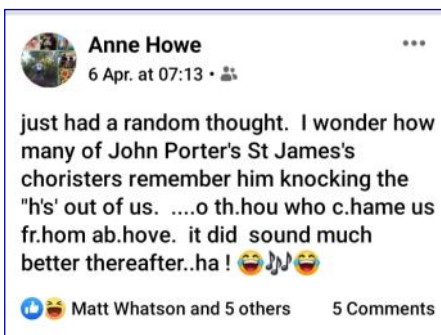 Anne Howe
6 Apr. at 07:13 •
just had a random thought.  I wonder how
many of John Porter's St James's
choristers remember him knocking the
"h's' out of us.  ....o th.hou who c.hame us
fr.hom ab.hove.  it did  sound much
better thereafter..ha ! 😂🎶😂
Matt Whatson and 5 others 5 Comments